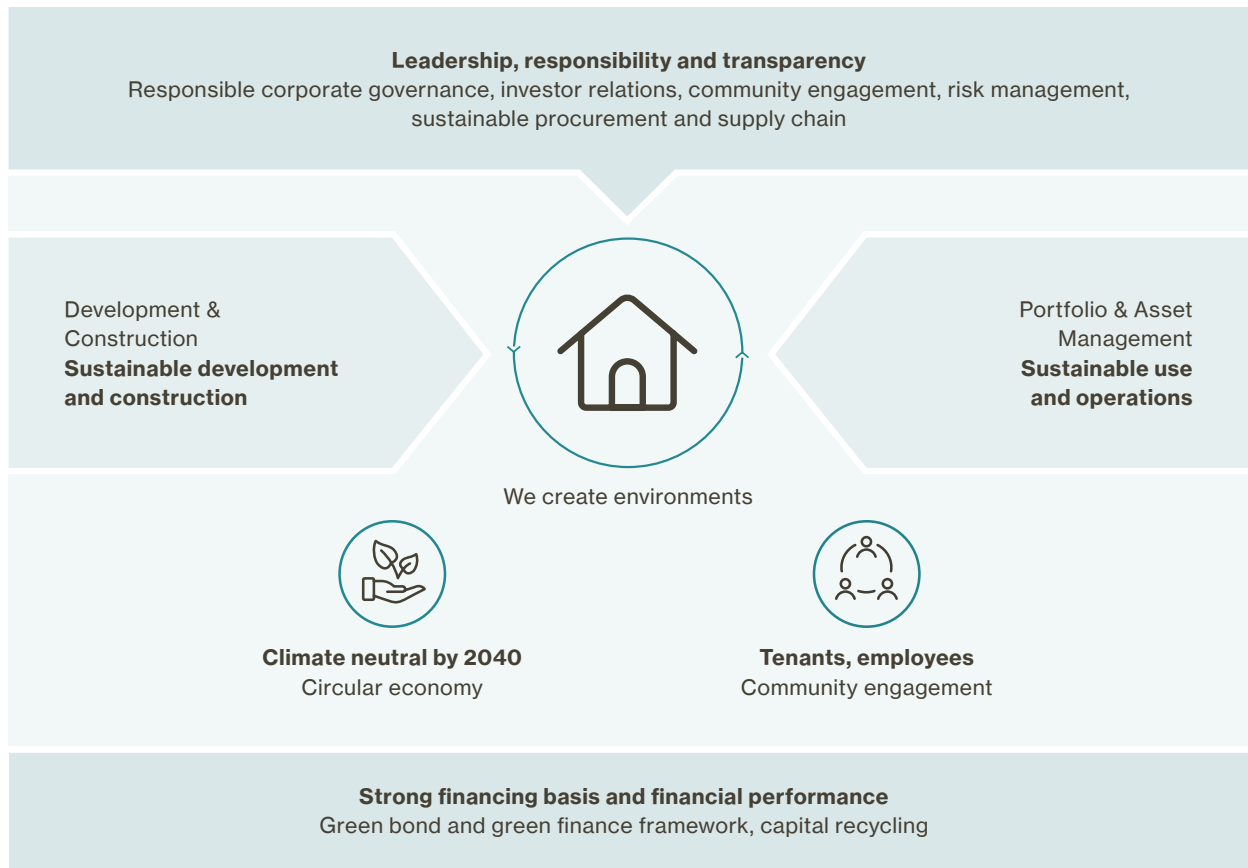 Leadership, responsibility and transparency
Responsible corporate governance, investor relations, community engagement, risk management,
sustainable procurement and supply chain
Development &
Construction
Sustainable development
and construction
Portfolio & Asset
Management
Sustainable use
and operations
We create environments
Climate neutral by 2040
Circular economy
Tenants, employees
Community engagement
Strong financing basis and financial performance
Green bond and green finance framework, capital recycling